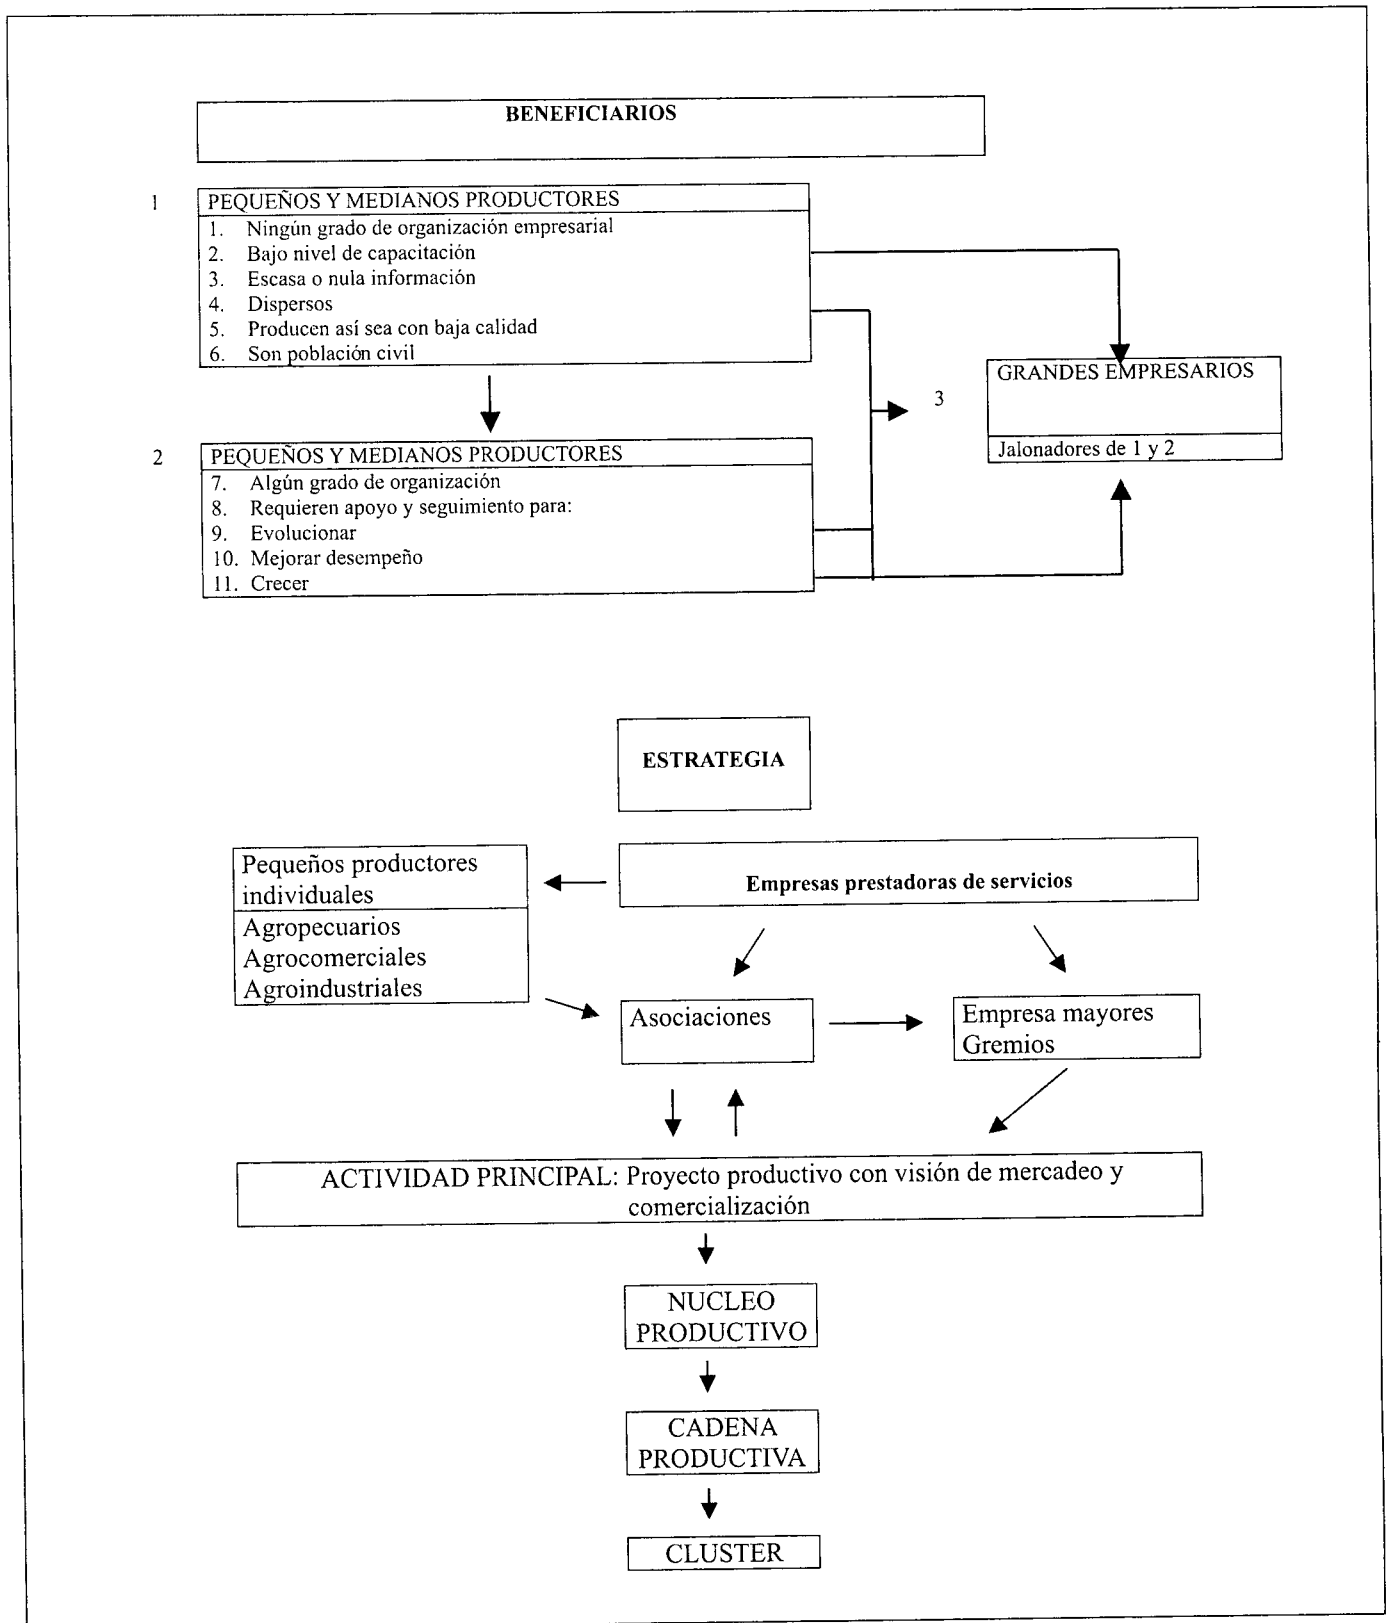 BENEFICIARIOS
1
PEQUEÑOS Y MEDIANOS PRODUCTORES
1. Ningún grado de organización empresarial
2. Bajo nivel de capacitación
3. Escasa o nula información
4. Dispersos
5. Producen así sea con baja calidad
6. Son población civil
3
GRANDES EMPRESARIOS
Jalonadores de 1 y 2
2
PEQUEÑOS Y MEDIANOS PRODUCTORES
7. Algún grado de organización
8. Requieren apoyo y seguimiento para:
9. Evolucionar
10. Mejorar desempeño
11. Crecer
ESTRATEGIA
Pequeños productores
individuales
Agropecuarios
Agrocomerciales
Agroindustriales
Empresas prestadoras de servicios
Asociaciones
Empresa mayores
Gremios
ACTIVIDAD PRINCIPAL: Proyecto productivo con visión de mercadeo y
comercialización
NUCLEO
PRODUCTIVO
CADENA
PRODUCTIVA
CLUSTER